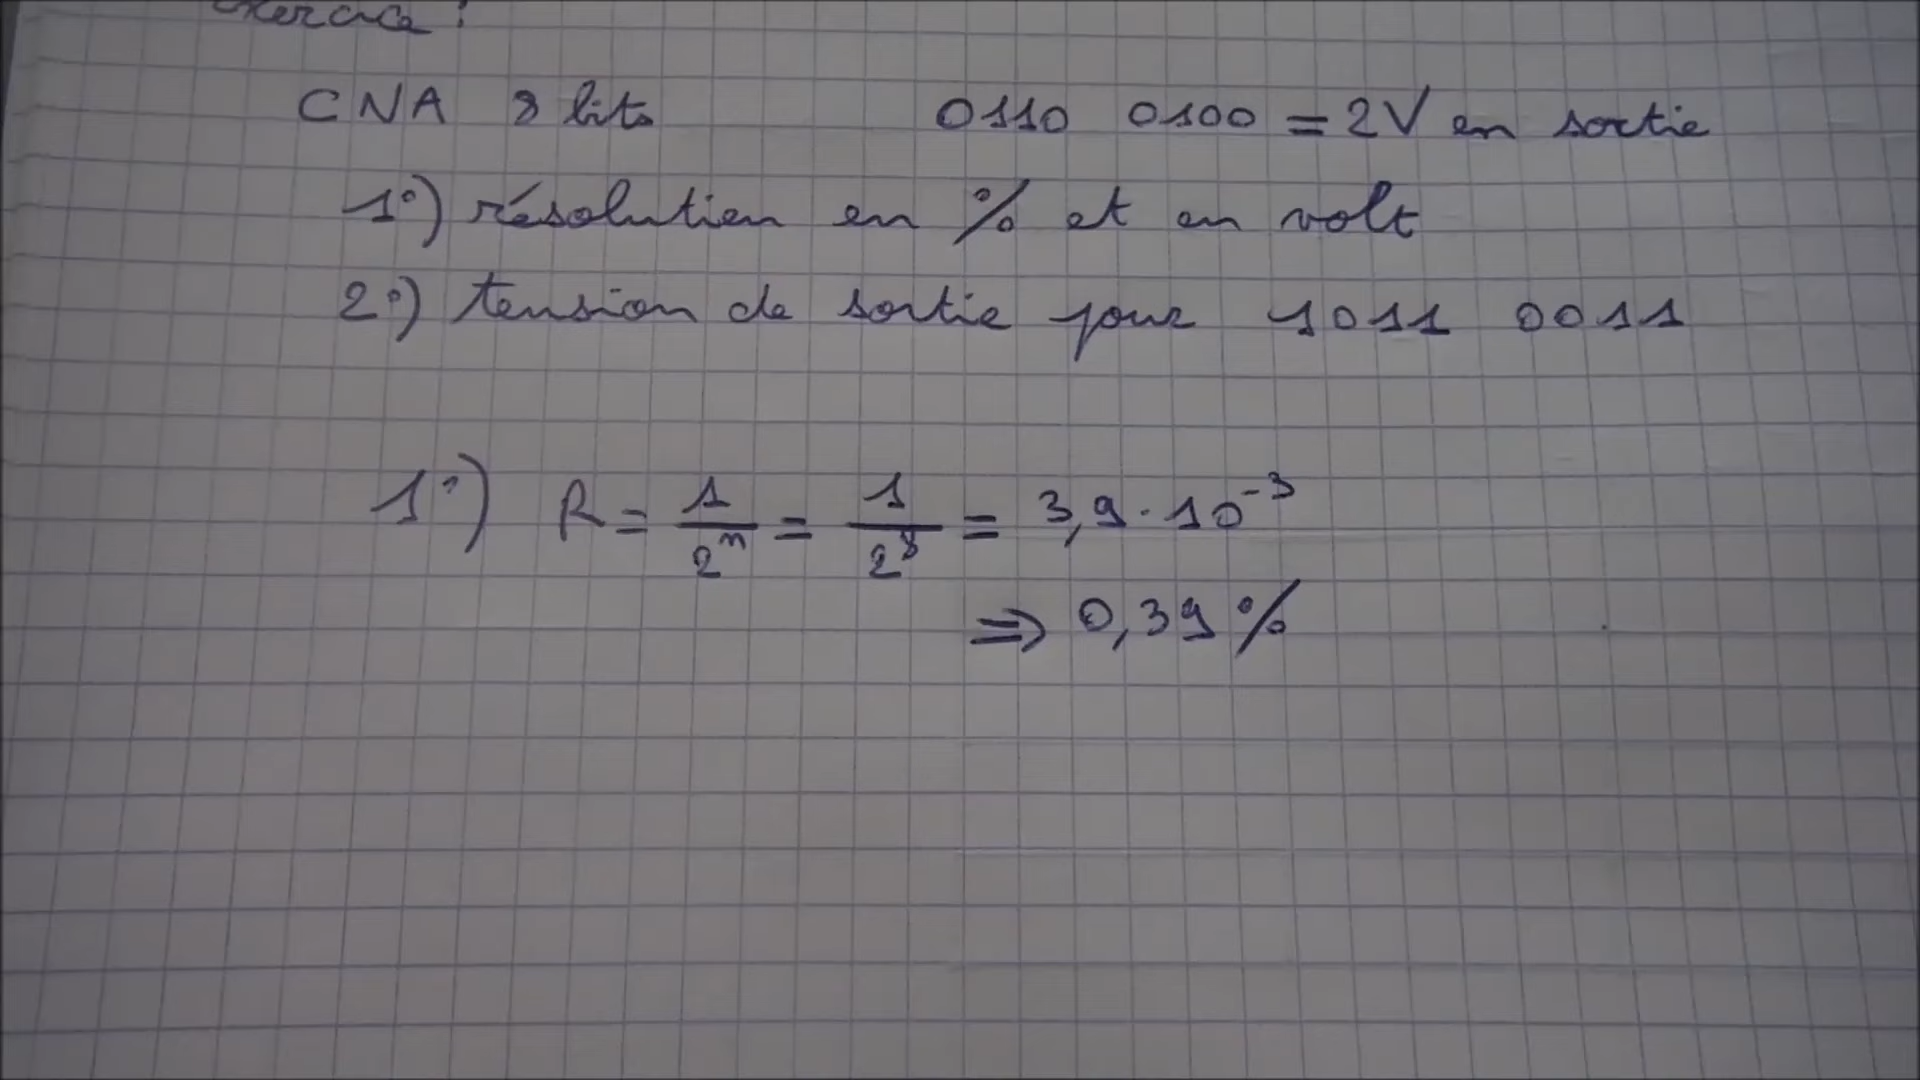 Exercice :
CNA 8 bits 0110 0100 = 2V en sortie
1°) résolution en % et en volt
2°) tension de sortie pour 1011 0011
1°) R = 1/2^n = 1/2^8 = 3,9 · 10^-3
⇒ 0,39 %